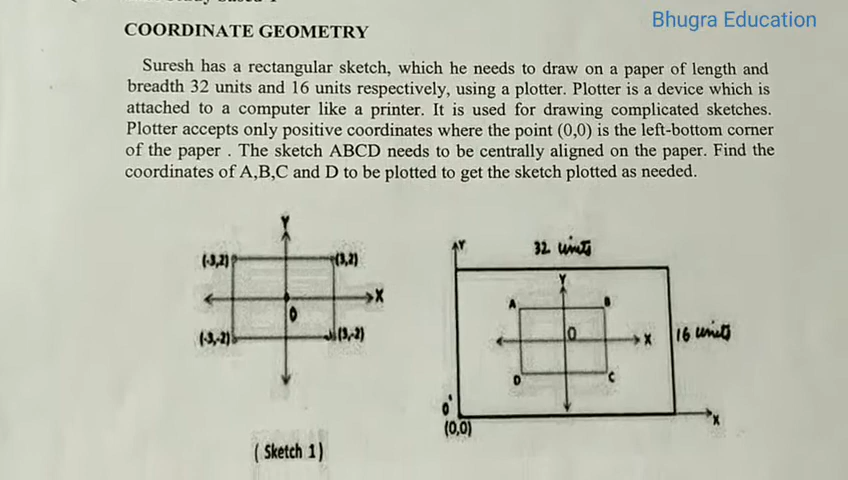 Bhugra Education
COORDINATE GEOMETRY
Suresh has a rectangular sketch, which he needs to draw on a paper of length and
breadth 32 units and 16 units respectively, using a plotter. Plotter is a device which is
attached to a computer like a printer. It is used for drawing complicated sketches.
Plotter accepts only positive coordinates where the point (0,0) is the left-bottom corner
of the paper . The sketch ABCD needs to be centrally aligned on the paper. Find the
coordinates of A,B,C and D to be plotted to get the sketch plotted as needed.
Y
(-3,2) (3,2)
X
0
(-3,-2) (3,-2)
(Sketch 1)
Y
32 units
Y
A B
0
X
16 units
D C
0'
(0,0)
X